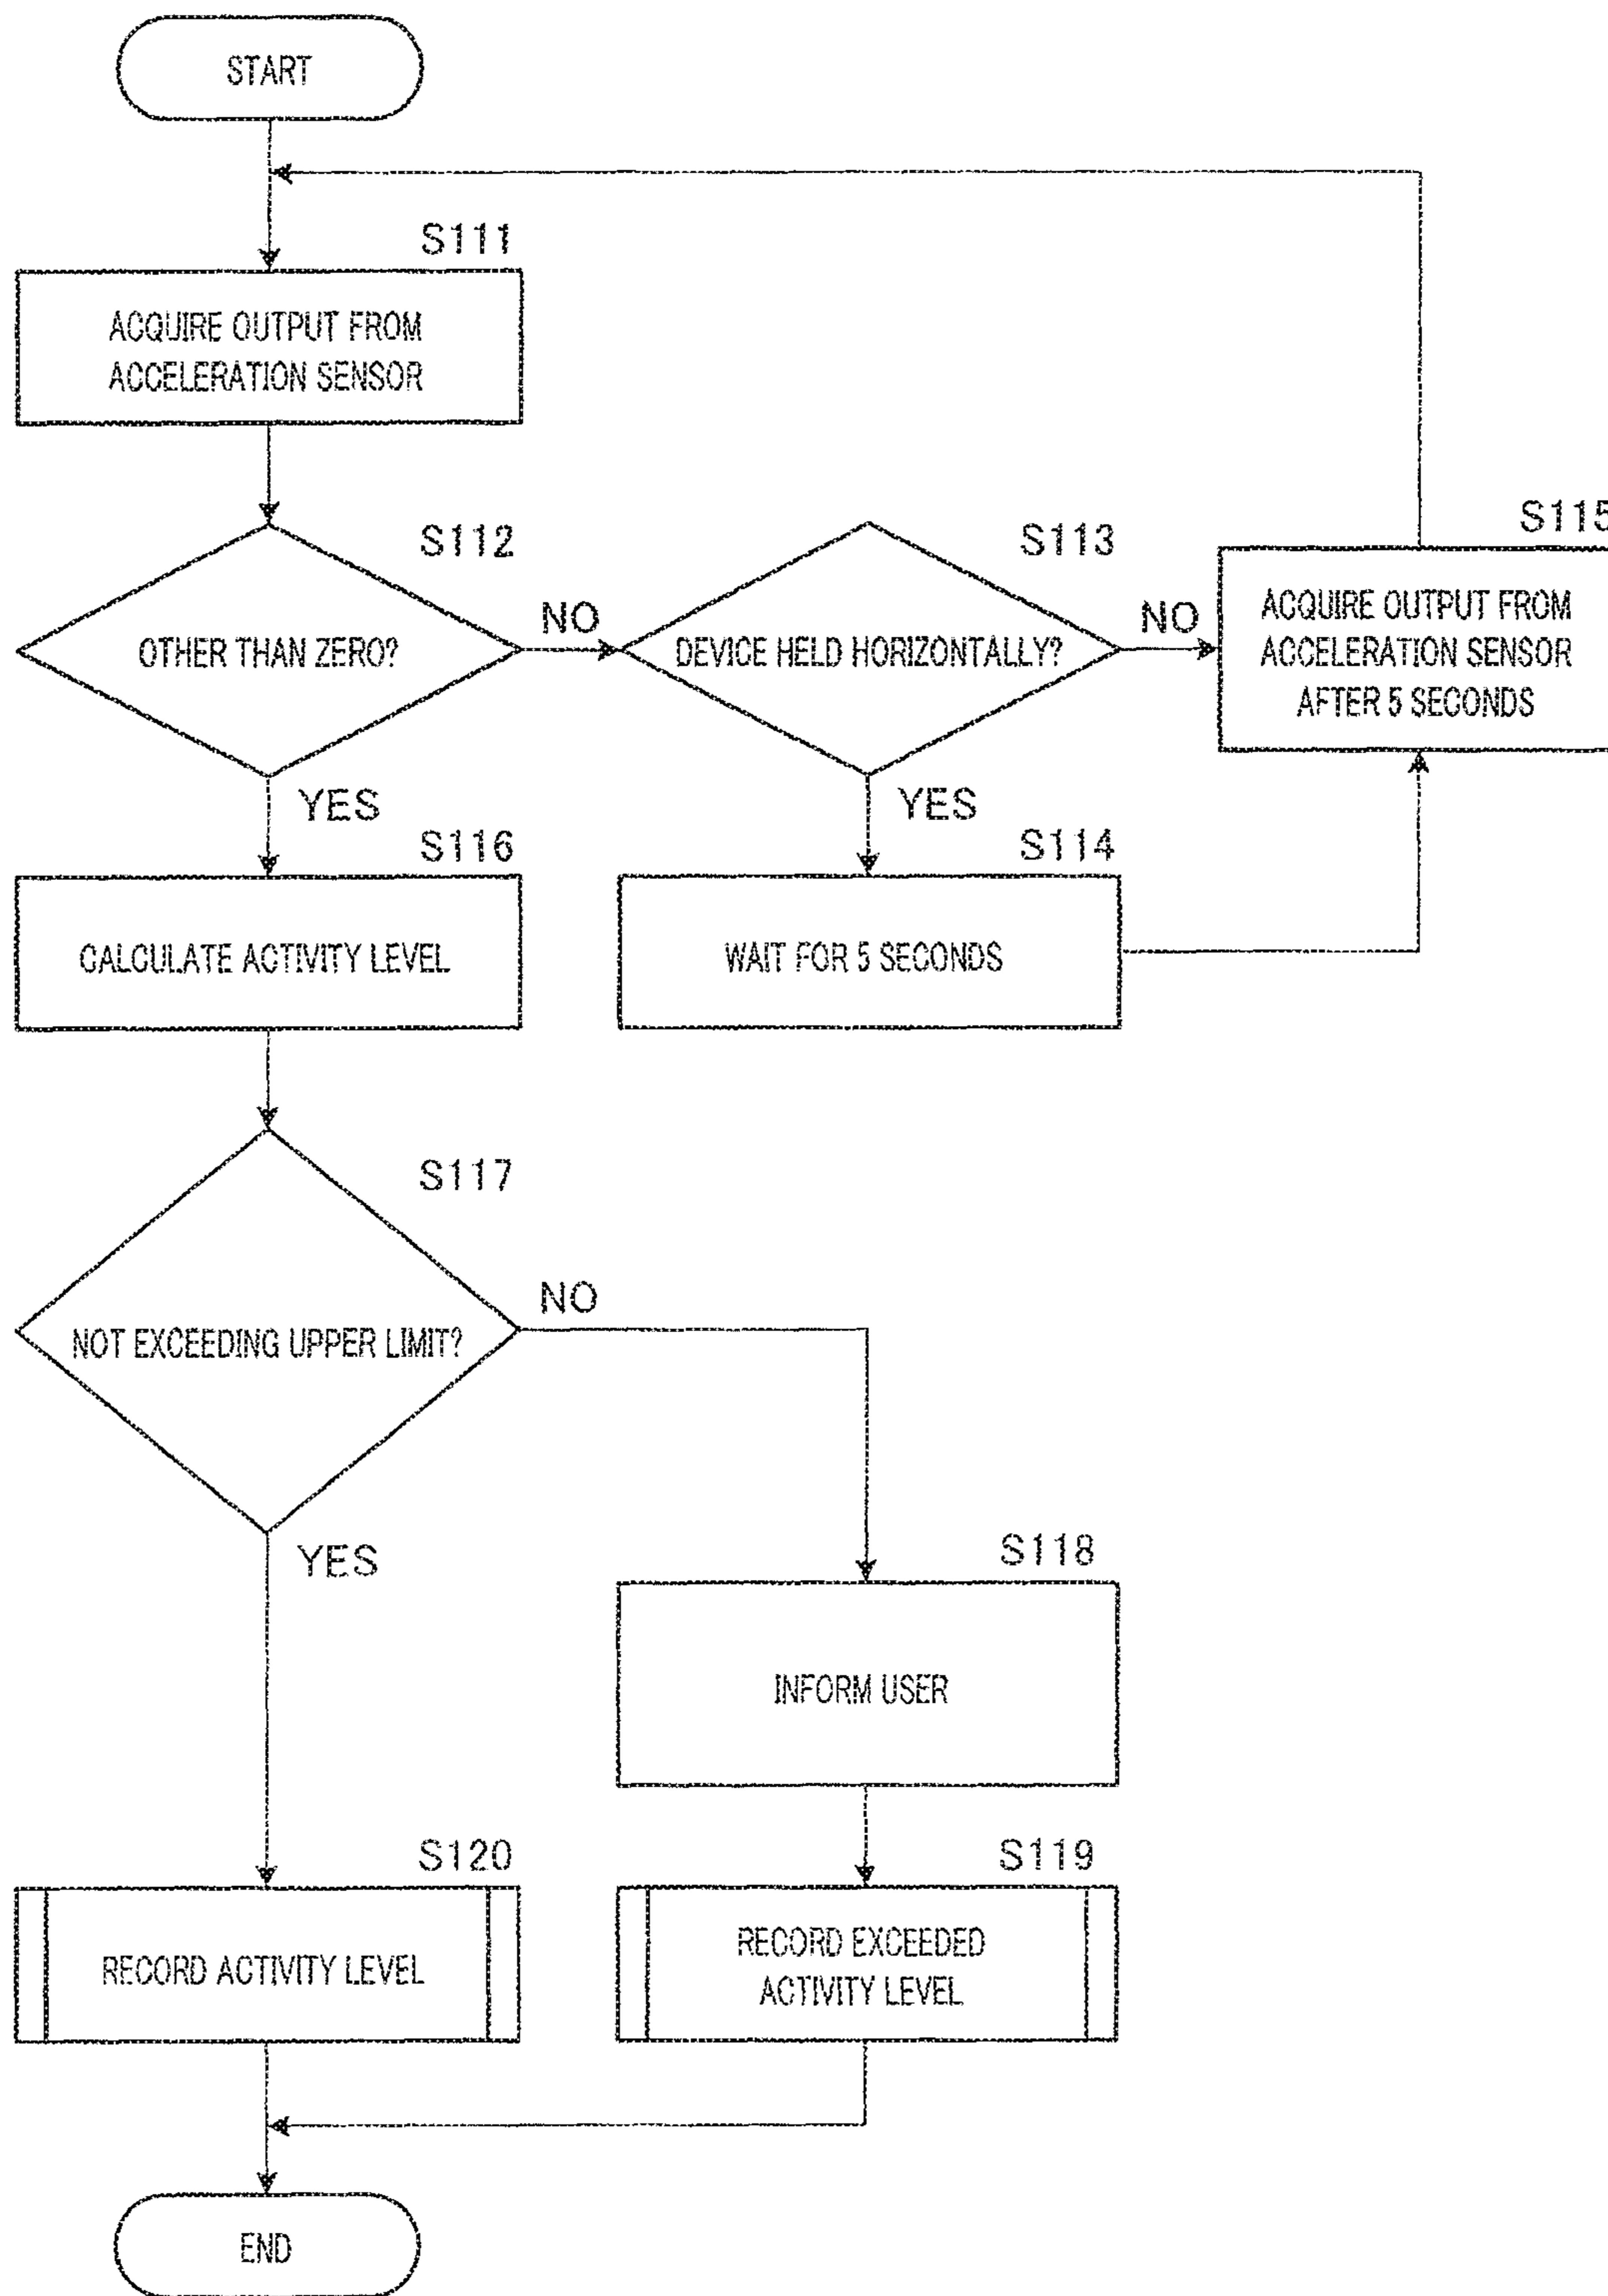 START
S111
ACQUIRE OUTPUT FROM
ACCELERATION SENSOR
S112
OTHER THAN ZERO?
NO
YES
S113
DEVICE HELD HORIZONTALLY?
NO
YES
S115
ACQUIRE OUTPUT FROM
ACCELERATION SENSOR
AFTER 5 SECONDS
S116
CALCULATE ACTIVITY LEVEL
S114
WAIT FOR 5 SECONDS
S117
NOT EXCEEDING UPPER LIMIT?
NO
YES
S118
INFORM USER
S120
RECORD ACTIVITY LEVEL
S119
RECORD EXCEEDED
ACTIVITY LEVEL
END